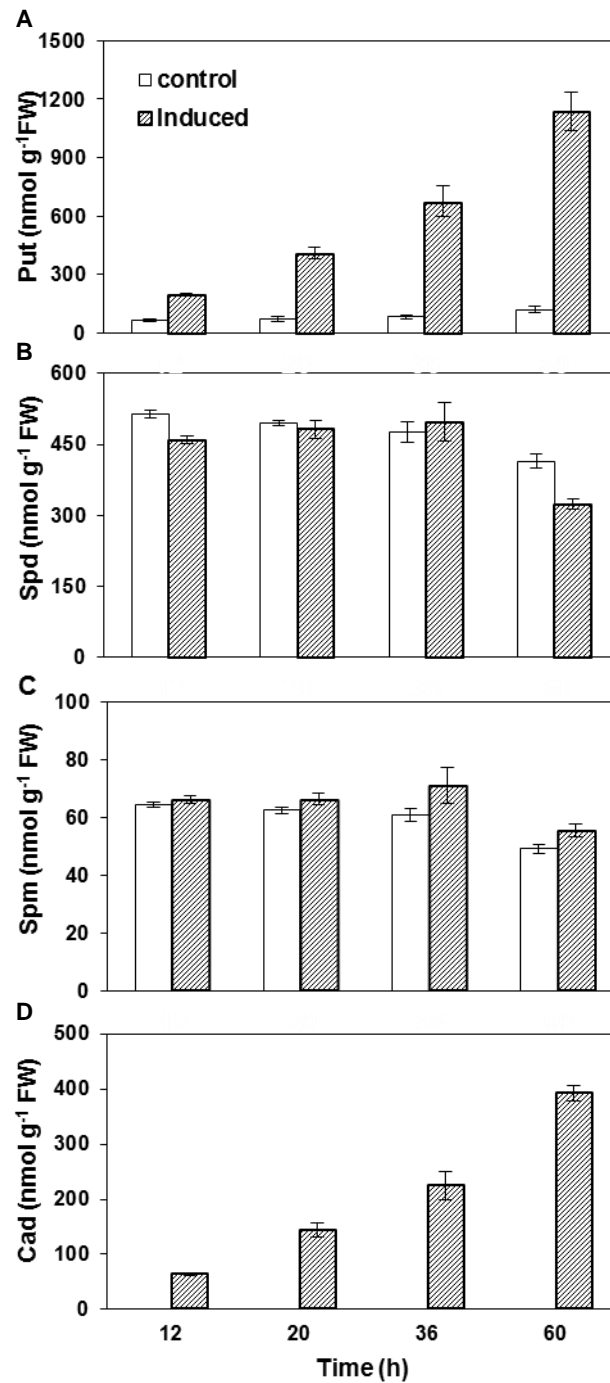 A
1500
1200
900
600
300
0
Put (nmol g-1FW)
control
Induced
B
600
450
300
150
0
Spd (nmol g-1 FW)
C
100
80
60
40
20
0
Spm (nmol g-1 FW)
D
500
400
300
200
100
0
Cad (nmol g-1 FW)
12 20 36 60
Time (h)